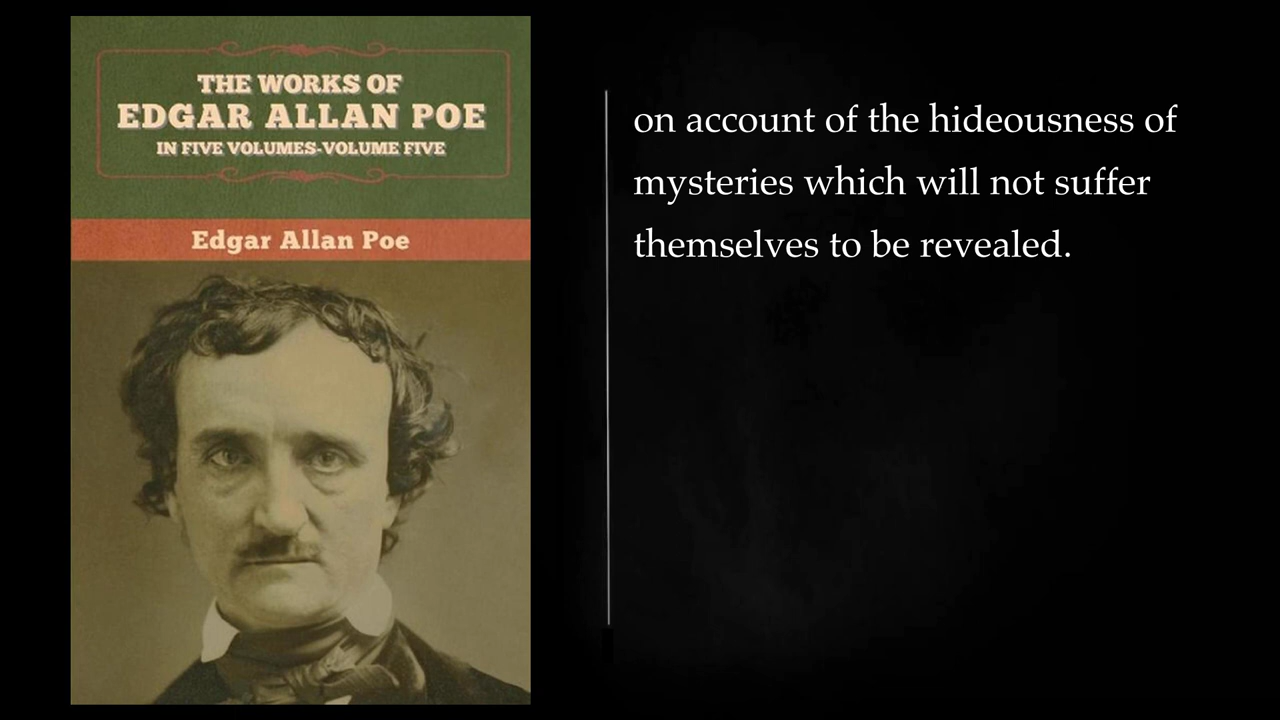 THE WORKS OF
EDGAR ALLAN POE
IN FIVE VOLUMES-VOLUME FIVE
Edgar Allan Poe
on account of the hideousness of
mysteries which will not suffer
themselves to be revealed.